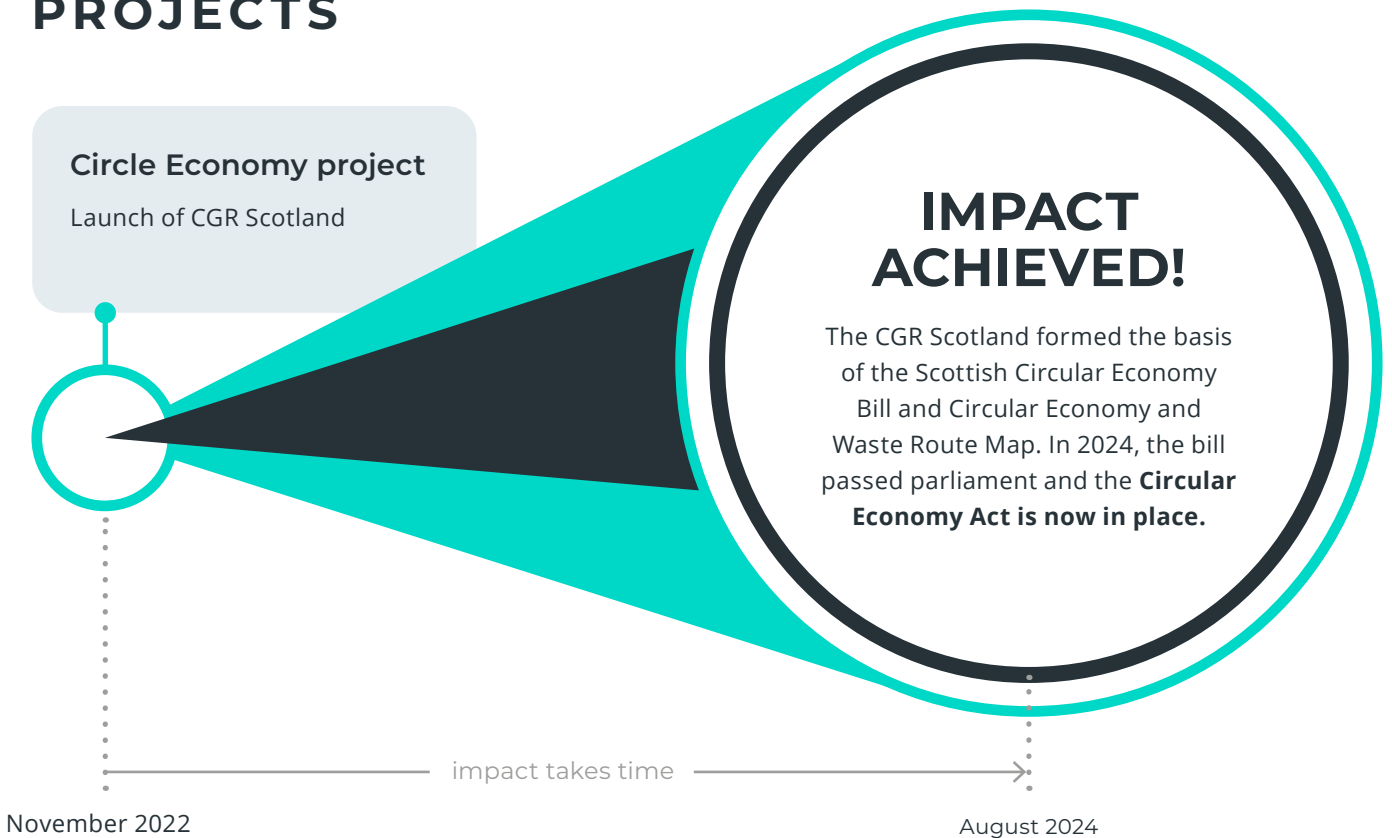 PROJECTS
Circle Economy project
Launch of CGR Scotland
IMPACT
ACHIEVED!
The CGR Scotland formed the basis
of the Scottish Circular Economy
Bill and Circular Economy and
Waste Route Map. In 2024, the bill
passed parliament and the Circular
Economy Act is now in place.
impact takes time
November 2022
August 2024